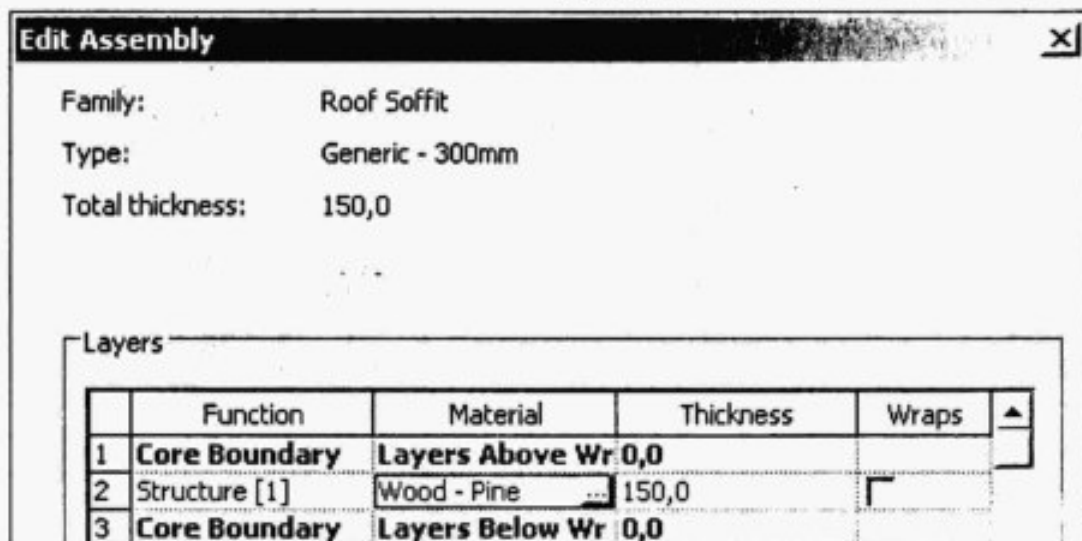 Edit Assembly
Family: Roof Soffit
Type: Generic - 300mm
Total thickness: 150,0
Layers
Function Material Thickness Wraps
1 Core Boundary Layers Above Wr 0,0
2 Structure [1] Wood - Pine ... 150,0
3 Core Boundary Layers Below Wr 0,0